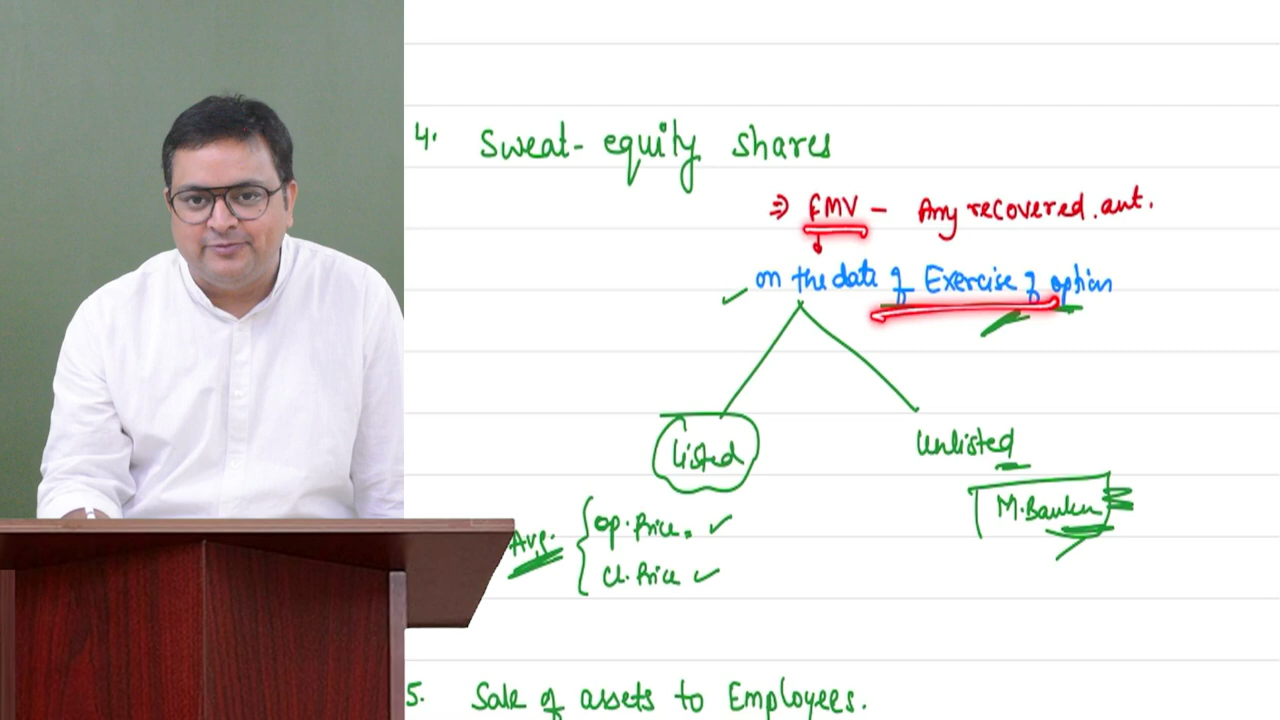 4. Sweat-equity shares
⇒ FMV – Any recovered.amt.
on the date of Exercise of option
Listed
Unlisted
M.Banker
Avg.
op.Price.
Cl.Price
5. Sale of assets to Employees.